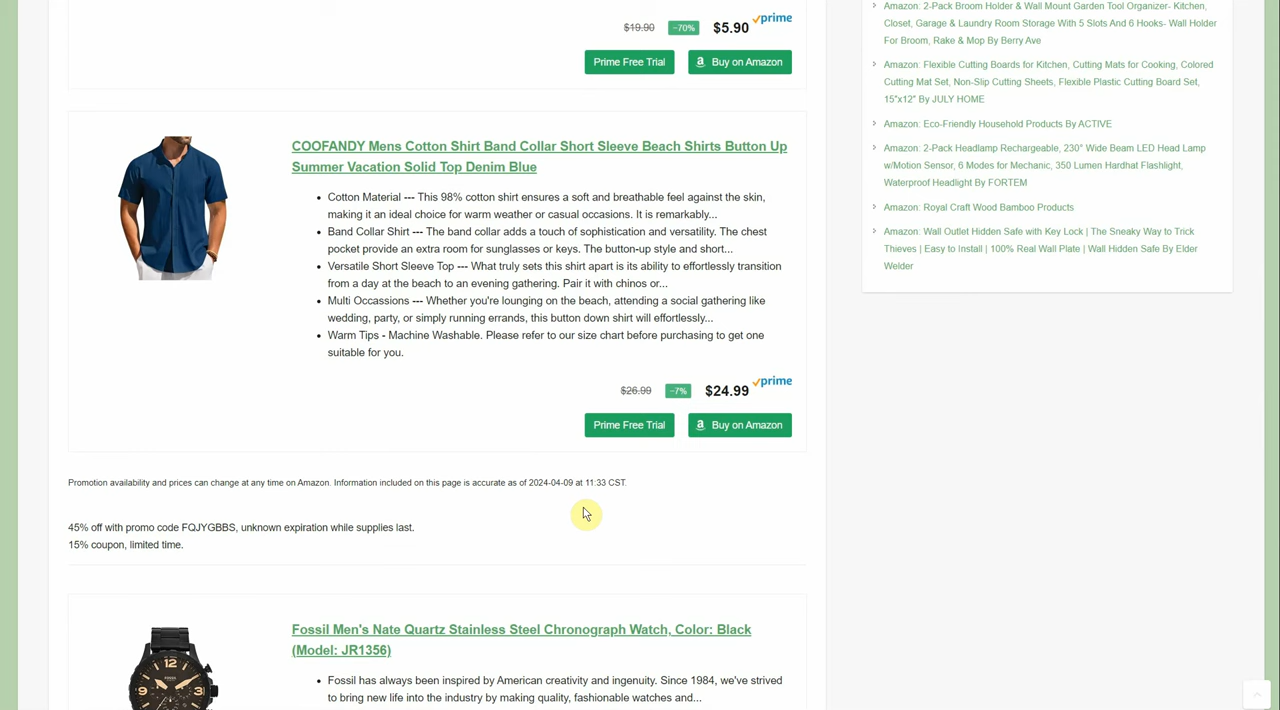 $19.90 -70% $5.90 prime
Prime Free Trial
a Buy on Amazon
COOFANDY Mens Cotton Shirt Band Collar Short Sleeve Beach Shirts Button Up
Summer Vacation Solid Top Denim Blue
Cotton Material --- This 98% cotton shirt ensures a soft and breathable feel against the skin,
making it an ideal choice for warm weather or casual occasions. It is remarkably...
Band Collar Shirt --- The band collar adds a touch of sophistication and versatility. The chest
pocket provide an extra room for sunglasses or keys. The button-up style and short...
Versatile Short Sleeve Top --- What truly sets this shirt apart is its ability to effortlessly transition
from a day at the beach to an evening gathering. Pair it with chinos or...
Multi Occassions --- Whether you're lounging on the beach, attending a social gathering like
wedding, party, or simply running errands, this button down shirt will effortlessly...
Warm Tips - Machine Washable. Please refer to our size chart before purchasing to get one
suitable for you.
$26.99 -7% $24.99 prime
Prime Free Trial
a Buy on Amazon
Promotion availability and prices can change at any time on Amazon. Information included on this page is accurate as of 2024-04-09 at 11:33 CST.
45% off with promo code FQJYGBBS, unknown expiration while supplies last.
15% coupon, limited time.
12
3
9
FOSSIL
Fossil Men's Nate Quartz Stainless Steel Chronograph Watch, Color: Black
(Model: JR1356)
Fossil has always been inspired by American creativity and ingenuity. Since 1984, we've strived
to bring new life into the industry by making quality, fashionable watches and...
Amazon: 2-Pack Broom Holder & Wall Mount Garden Tool Organizer- Kitchen,
Closet, Garage & Laundry Room Storage With 5 Slots And 6 Hooks- Wall Holder
For Broom, Rake & Mop By Berry Ave
Amazon: Flexible Cutting Boards for Kitchen, Cutting Mats for Cooking, Colored
Cutting Mat Set, Non-Slip Cutting Sheets, Flexible Plastic Cutting Board Set,
15"x12" By JULY HOME
Amazon: Eco-Friendly Household Products By ACTIVE
Amazon: 2-Pack Headlamp Rechargeable, 230° Wide Beam LED Head Lamp
w/Motion Sensor, 6 Modes for Mechanic, 350 Lumen Hardhat Flashlight,
Waterproof Headlight By FORTEM
Amazon: Royal Craft Wood Bamboo Products
Amazon: Wall Outlet Hidden Safe with Key Lock | The Sneaky Way to Trick
Thieves | Easy to Install | 100% Real Wall Plate | Wall Hidden Safe By Elder
Welder